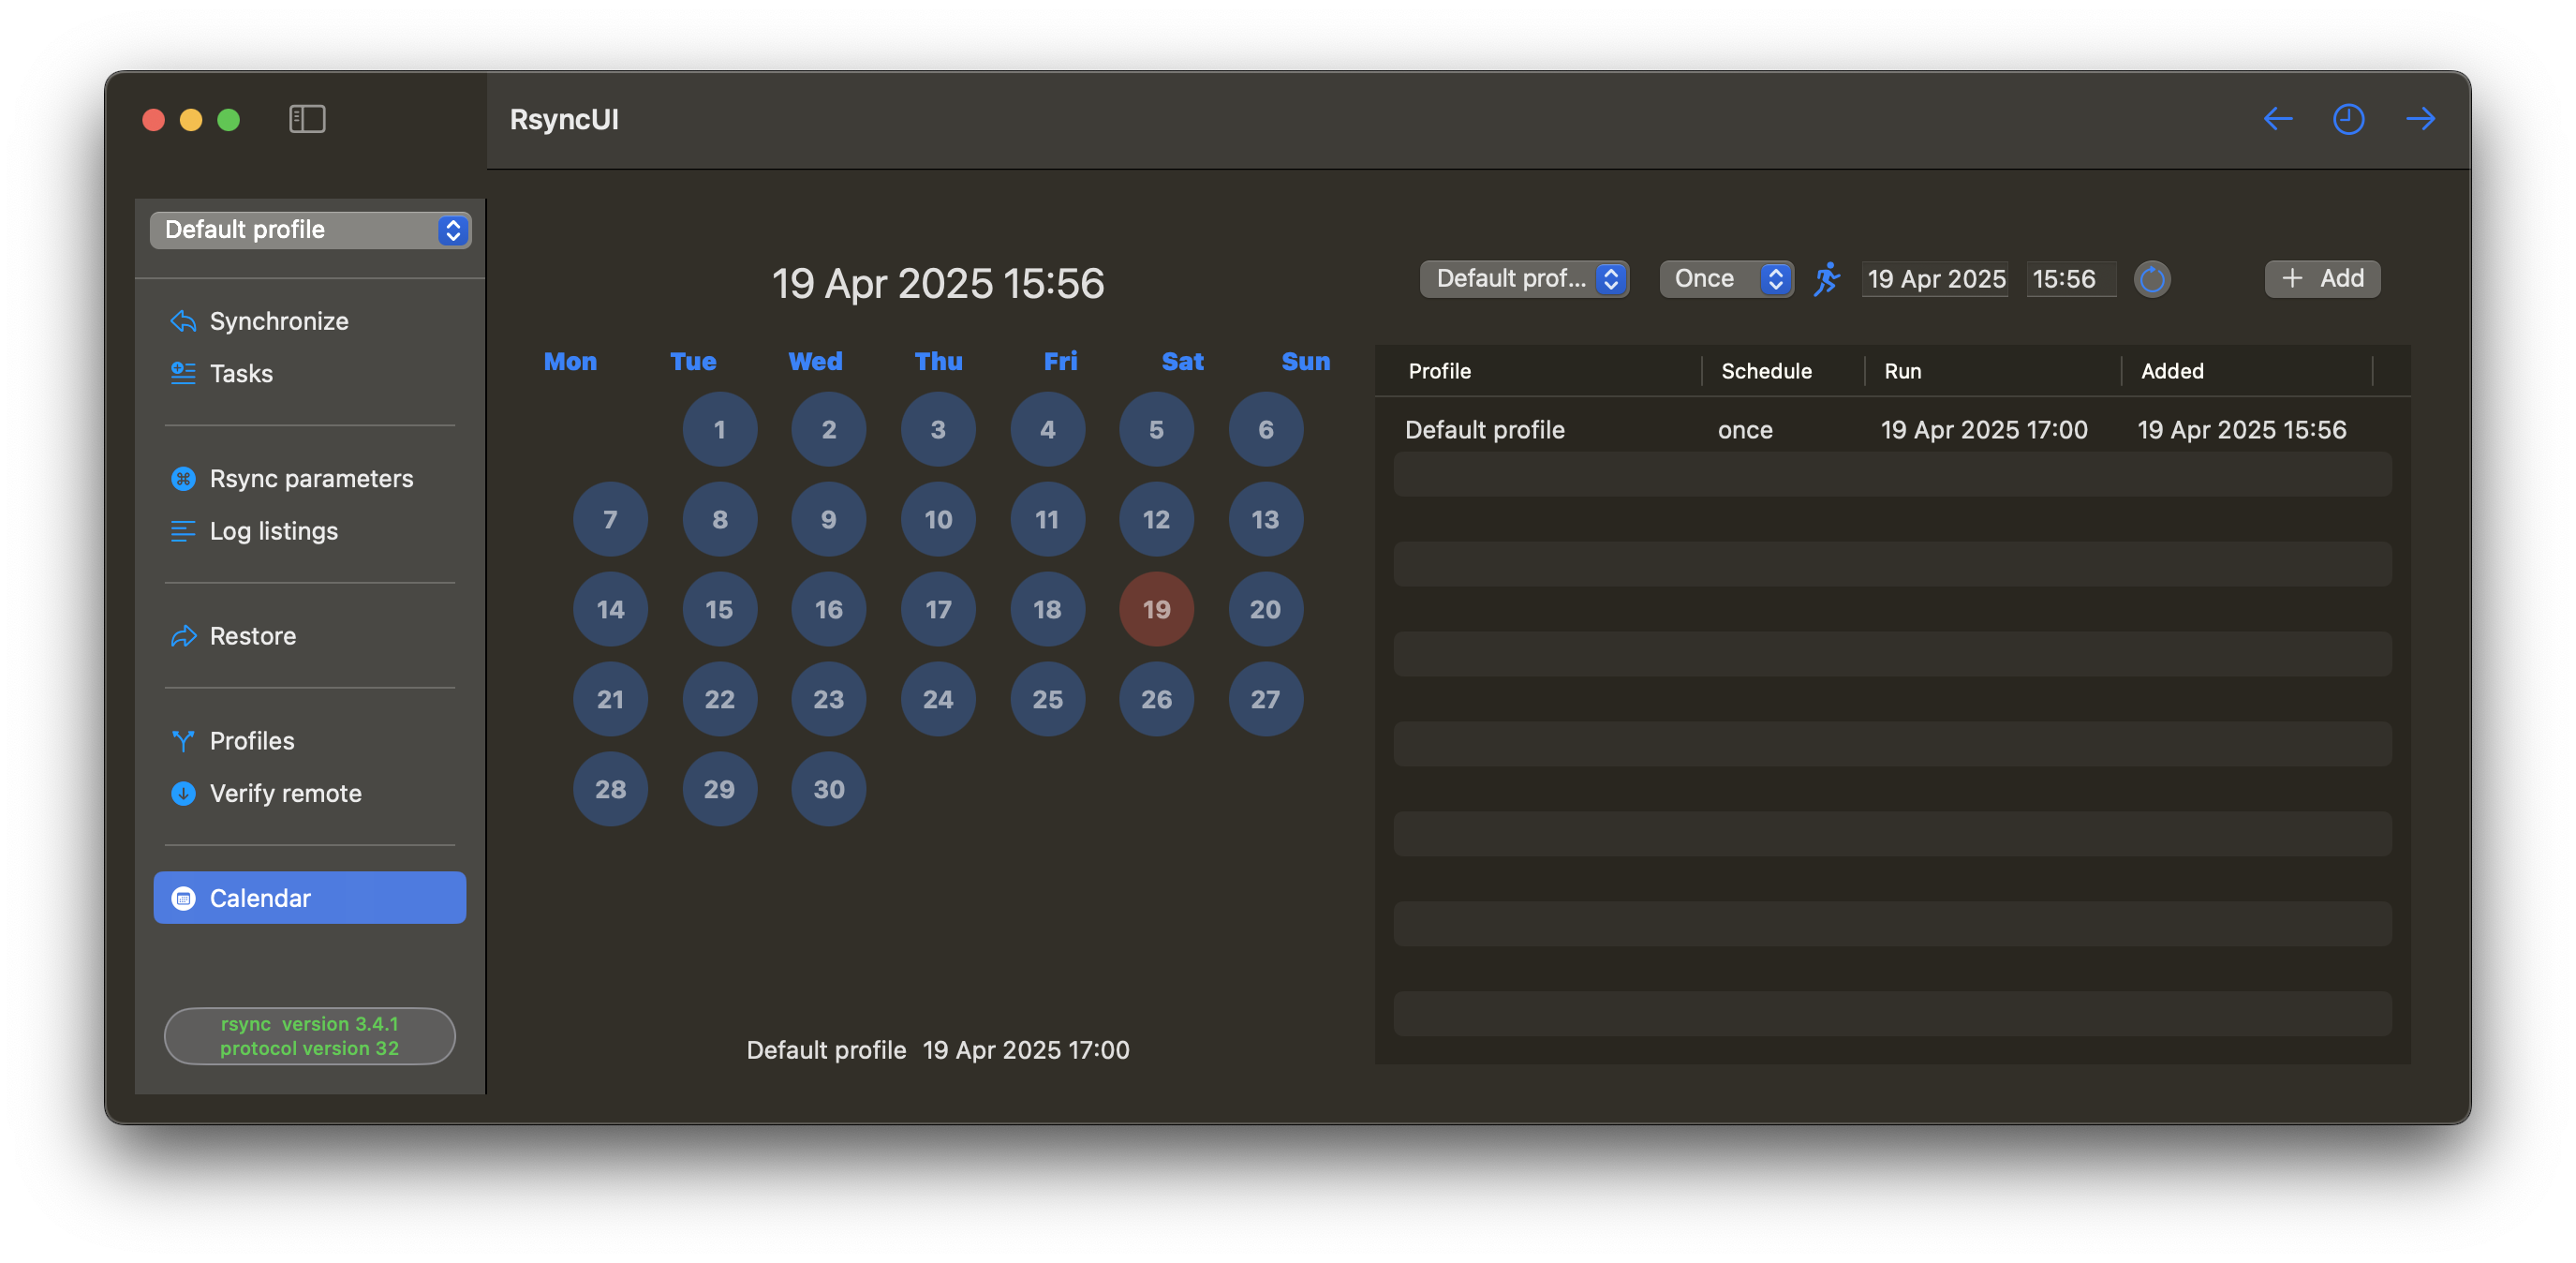 RsyncUI
Default profile
Synchronize
Tasks
Rsync parameters
Log listings
Restore
Profiles
Verify remote
Calendar
rsync version 3.4.1
protocol version 32
19 Apr 2025 15:56
Mon Tue Wed Thu Fri Sat Sun
1 2 3 4 5 6
7 8 9 10 11 12 13
14 15 16 17 18 19 20
21 22 23 24 25 26 27
28 29 30
Default profile 19 Apr 2025 17:00
Default prof... Once 19 Apr 2025 15:56 + Add
Profile Schedule Run Added
Default profile once 19 Apr 2025 17:00 19 Apr 2025 15:56